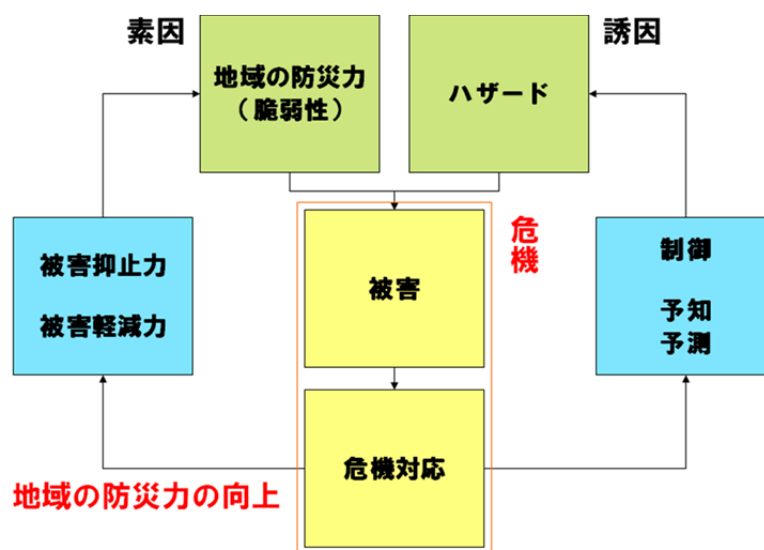 素因
誘因
地域の防災力
(脆弱性)
ハザード
危機
被害抑止力
被害軽減力
被害
制御
予知
予測
危機対応
地域の防災力の向上